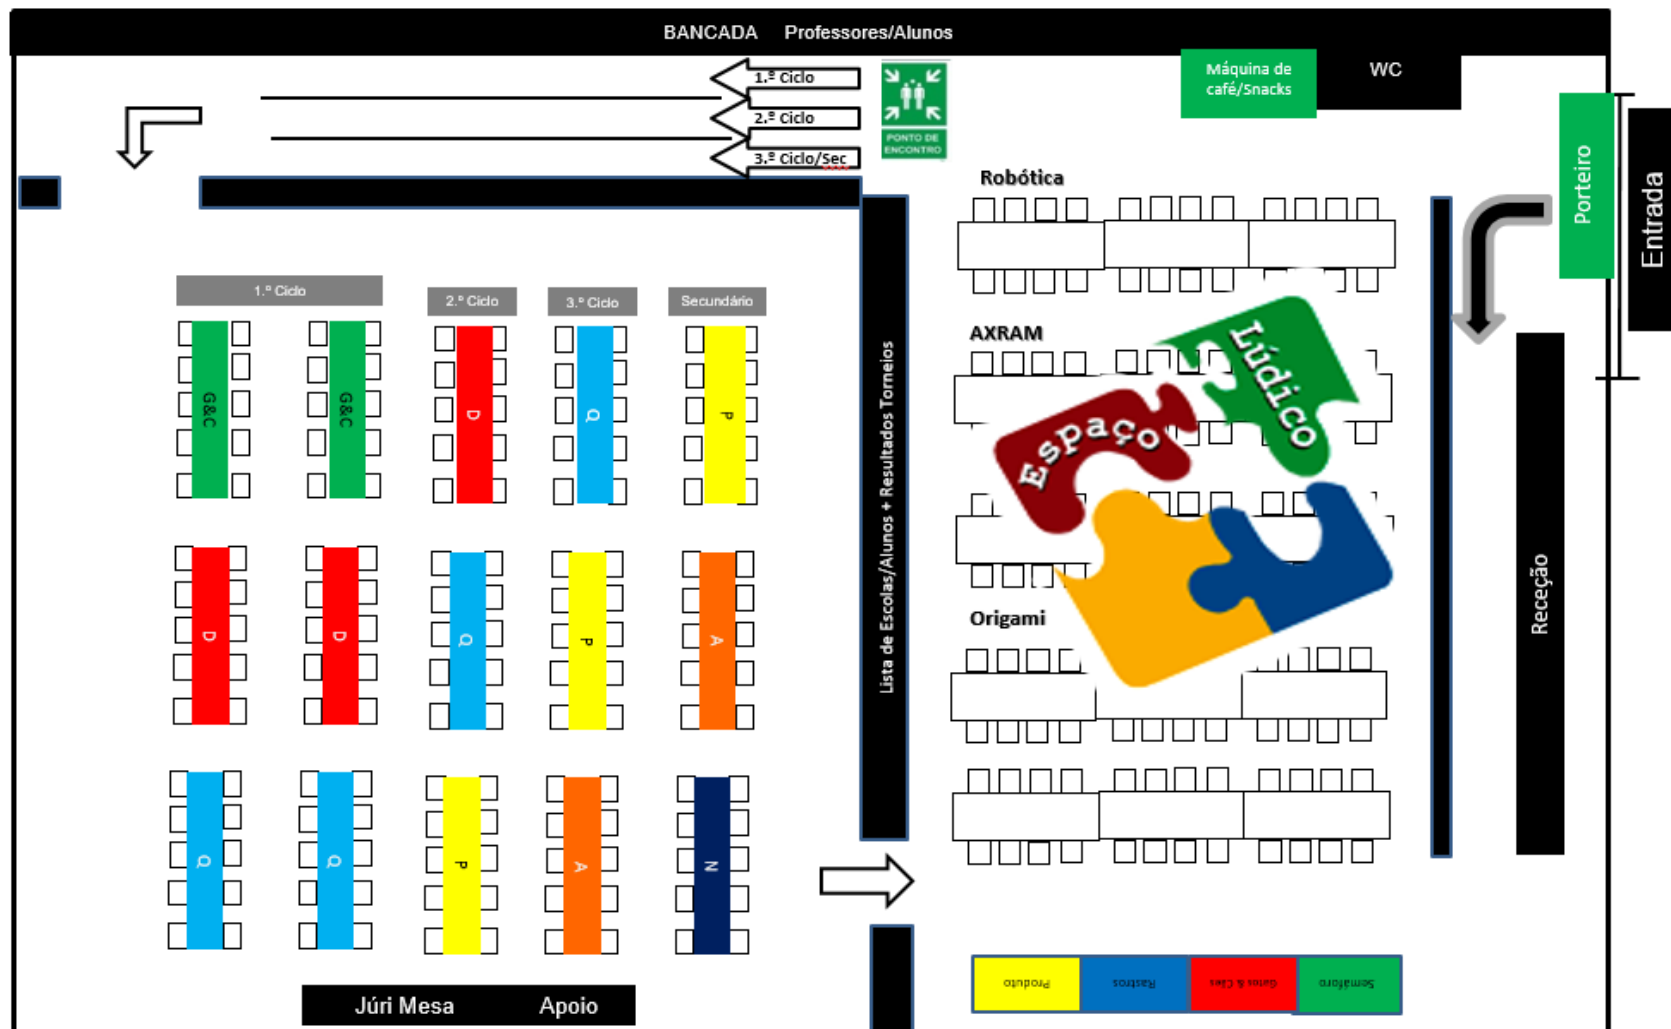 BANCADA Professores/Alunos
1.º Ciclo
2.º Ciclo
3.º Ciclo/Sec
PONTO DE
ENCONTRO
Máquina de
café/Snacks
WC
Porteiro
Entrada
Robótica
1.º Ciclo
2.º Ciclo
3.º Ciclo
Secundário
G&C
G&C
D
Q
P
Lista de Escolas/Alunos + Resultados Torneios
AXRAM
Espaço
Lúdico
Receção
D
D
Q
P
A
Origami
Q
Q
P
A
N
Júri Mesa Apoio
Produto
Rastros
Gatos & Cães
Semáforo